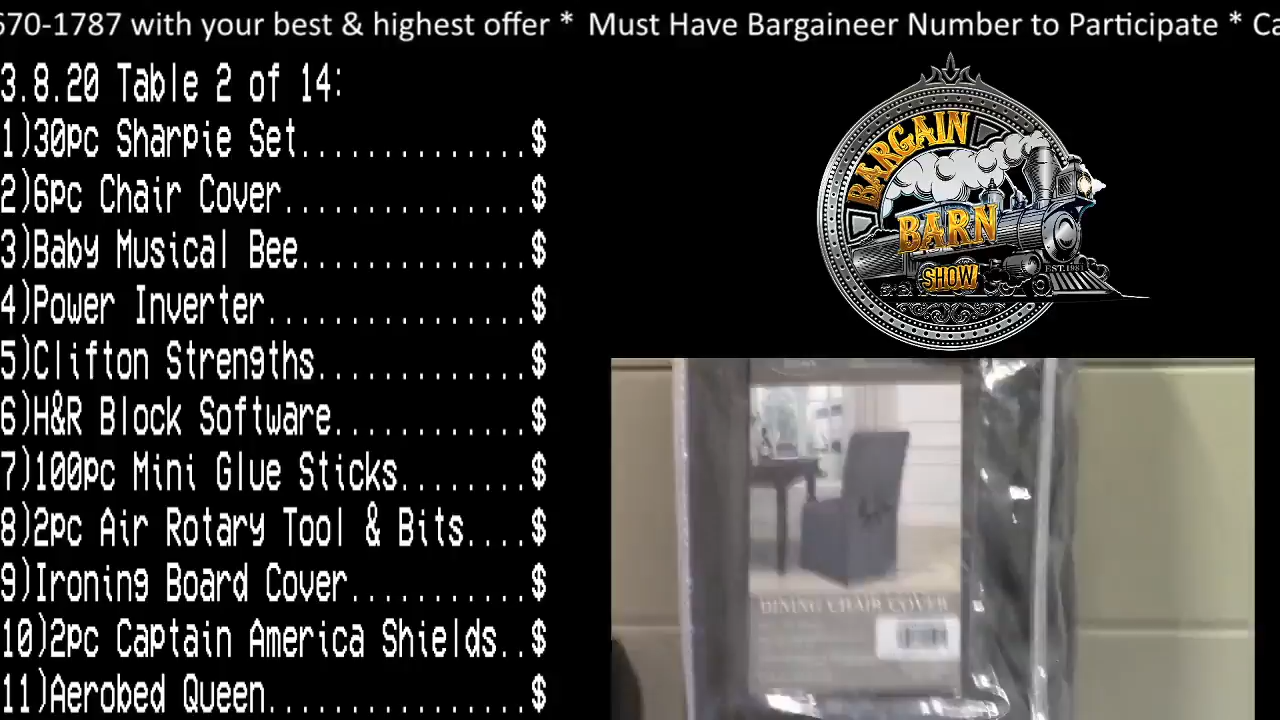 670-1787 with your best & highest offer * Must Have Bargaineer Number to Participate * Ca
3.8.20 Table 2 of 14:
1)30pc Sharpie Set..............$
2)6pc Chair Cover...............$
3)Baby Musical Bee..............$
4)Power Inverter................$
5)Clifton Strengths.............$
6)H&R Block Software............$
7)100pc Mini Glue Sticks........$
8)2pc Air Rotary Tool & Bits....$
9)Ironing Board Cover...........$
10)2pc Captain America Shields..$
11)Aerobed Queen................$
BARGAIN
BARN
SHOW
DINING CHAIR COVER